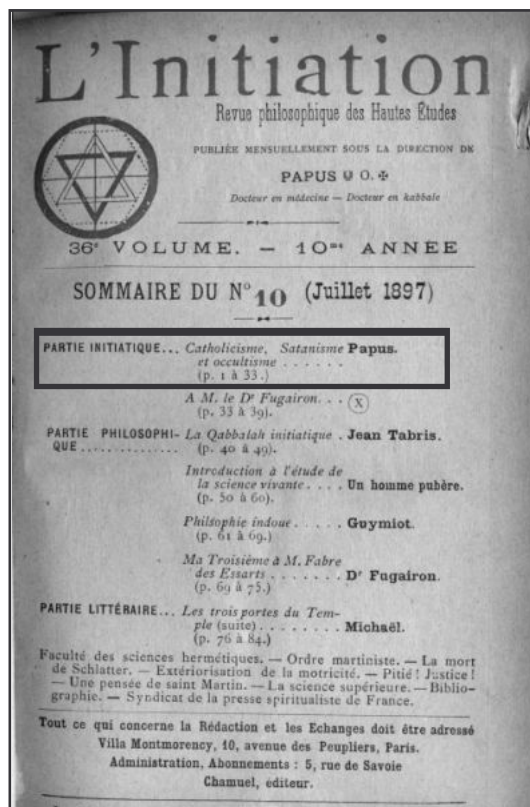 L'Initiation
Revue philosophique des Hautes Études
PUBLIÉE MENSUELLEMENT SOUS LA DIRECTION DE
PAPUS O. ✠
Docteur en médecine — Docteur en kabbale
36e VOLUME. — 10me ANNÉE
SOMMAIRE DU N° 10 (Juillet 1897)
PARTIE INITIATIQUE... Catholicisme, Satanisme Papus.
et occultisme . . . . . .
(p. 1 à 33.)
A M. le Dr Fugairon. . . (X)
(p. 33 à 39).
PARTIE PHILOSOPHI- La Qabbalah initiatique . Jean Tabris.
QUE ............... (p. 40 à 49).
Introduction à l'étude de
la science vivante . . . . Un homme pubère.
(p. 50 à 60).
Philsophie indoue . . . . . Guymiot.
(p. 61 à 69.)
Ma Troisième à M. Fabre
des Essarts . . . . . . . Dr Fugairon.
(p. 69 à 75.)
PARTIE LITTÉRAIRE... Les trois portes du Tem-
ple (suite) . . . . . . . . Michaël.
(p. 76 à 84.)
Faculté des sciences hermétiques. — Ordre martiniste. — La mort
de Schlatter. — Extériorisation de la motricité. — Pitié! Justice!
— Une pensée de saint Martin. — La science supérieure. — Biblio-
graphie. — Syndicat de la presse spiritualiste de France.
Tout ce qui concerne la Rédaction et les Echanges doit être adressé
Villa Montmorency, 10, avenue des Peupliers, Paris.
Administration, Abonnements : 5, rue de Savoie
Chamuel, éditeur.